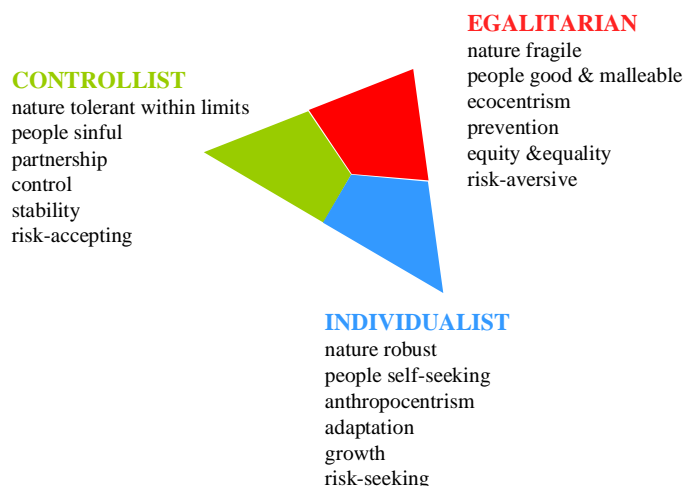 EGALITARIAN
nature fragile
people good & malleable
ecocentrism
prevention
equity &equality
risk-aversive
CONTROLLIST
nature tolerant within limits
people sinful
partnership
control
stability
risk-accepting
INDIVIDUALIST
nature robust
people self-seeking
anthropocentrism
adaptation
growth
risk-seeking